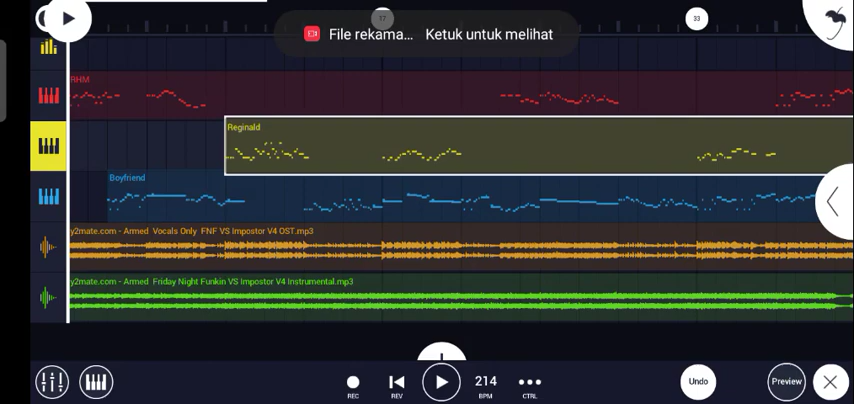 17
33
File rekama... Ketuk untuk melihat
RHM
Reginald
Boyfriend
y2mate.com - Armed Vocals Only FNF VS Impostor V4 OST.mp3
y2mate.com - Armed Friday Night Funkin VS Impostor V4 Instrumental.mp3
REC
REV
214
BPM
CTRL
Undo
Preview